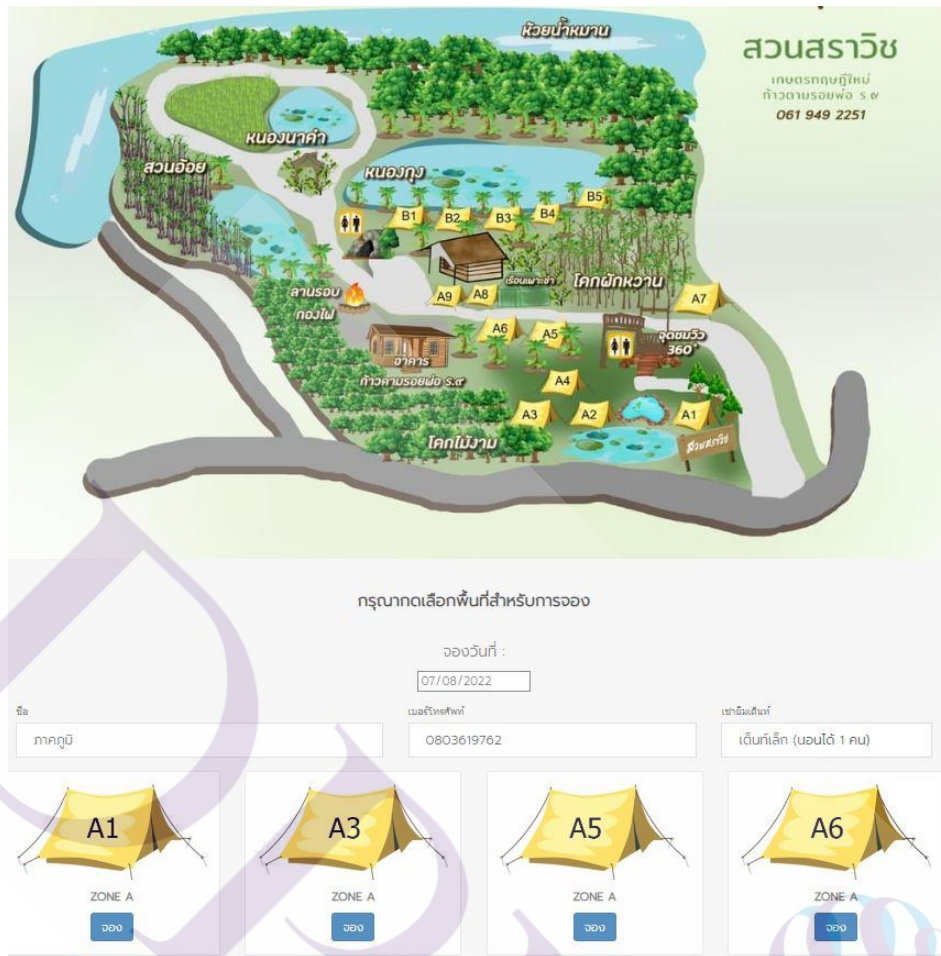 ห้วยน้ำหมาน
สวนสราวิช
เกษตรทฤษฎีใหม่
ก้าวตามรอยพ่อ ร.๙
061 949 2251
หนองนาคำ
สวนอ้อย
หนองกุง
B1 B2 B3 B4 B5
เรือนเพาะชำ
โคกผักหวาน
ลานรอบ
กองไฟ
A9 A8
A7
A6 A5
จุดชมวิว
360°
อาคาร
ก้าวตามรอยพ่อ ร.๙
A4
A3 A2 A1
โคกไม้งาม
สวนสราวิช
กรุณากดเลือกพื้นที่สำหรับการจอง
จองวันที่ :
07/08/2022
ชื่อ เบอร์โทรศัพท์ เช่ายืมเต็นท์
ภาคภูมิ 0803619762 เต็นท์เล็ก (นอนได้ 1 คน)
A1 A3 A5 A6
ZONE A ZONE A ZONE A ZONE A
จอง จอง จอง จอง